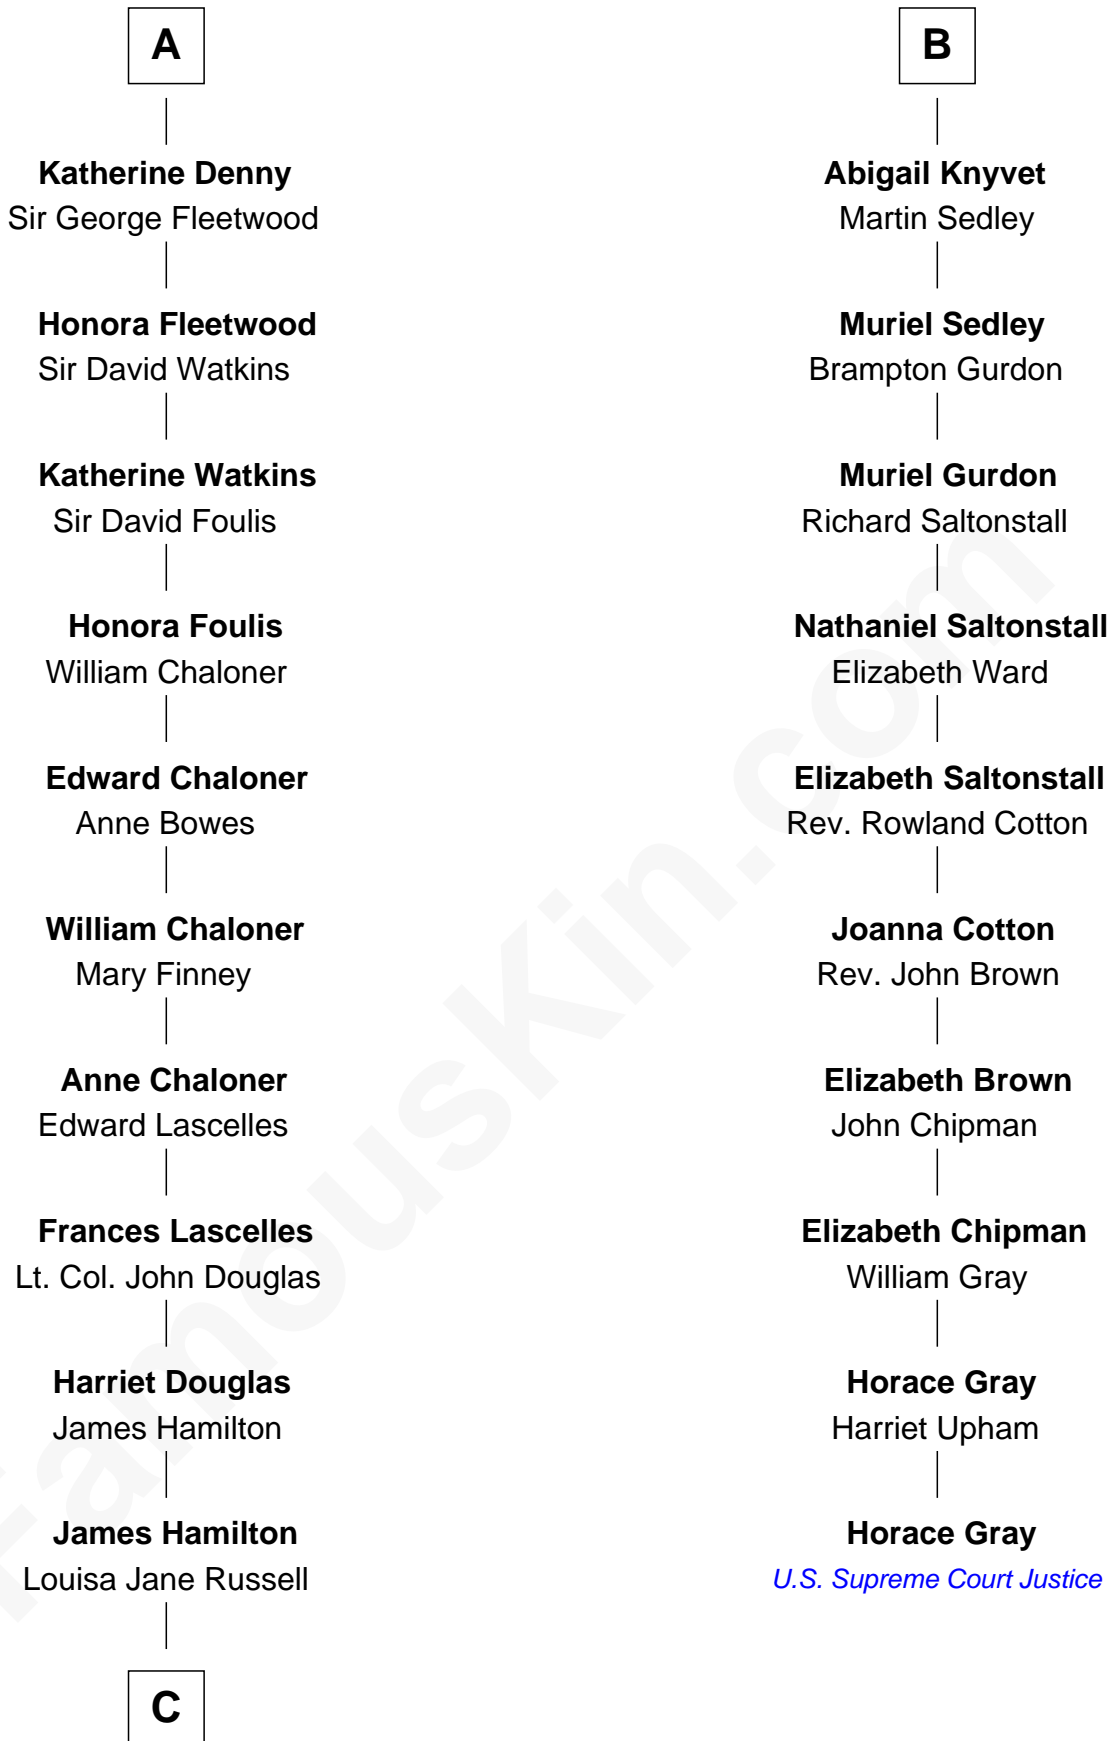 A
Katherine Denny
Sir George Fleetwood
Honora Fleetwood
Sir David Watkins
Katherine Watkins
Sir David Foulis
Honora Foulis
William Chaloner
Edward Chaloner
Anne Bowes
William Chaloner
Mary Finney
Anne Chaloner
Edward Lascelles
Frances Lascelles
Lt. Col. John Douglas
Harriet Douglas
James Hamilton
James Hamilton
Louisa Jane Russell
C
B
Abigail Knyvet
Martin Sedley
Muriel Sedley
Brampton Gurdon
Muriel Gurdon
Richard Saltonstall
Nathaniel Saltonstall
Elizabeth Ward
Elizabeth Saltonstall
Rev. Rowland Cotton
Joanna Cotton
Rev. John Brown
Elizabeth Brown
John Chipman
Elizabeth Chipman
William Gray
Horace Gray
Harriet Upham
Horace Gray
U.S. Supreme Court Justice
FamousKin.com